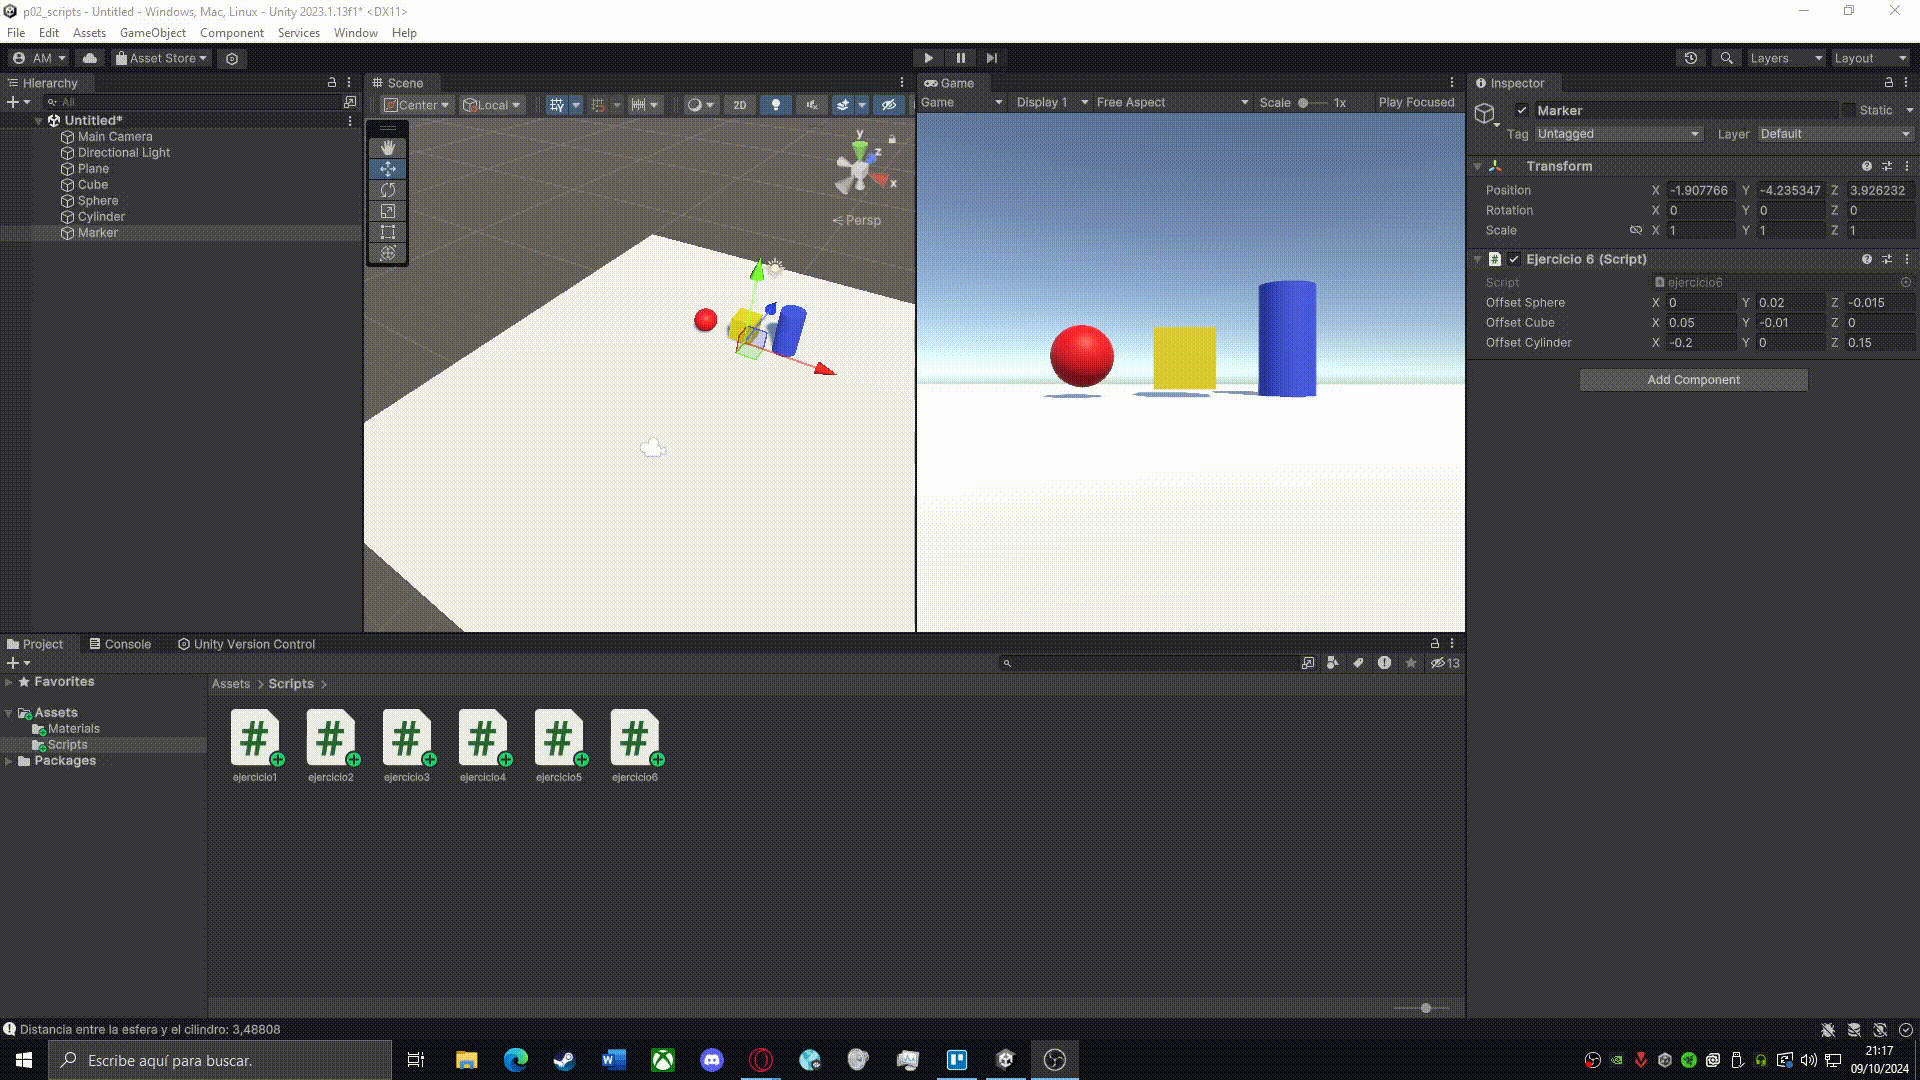 p02_scripts - Untitled - Windows, Mac, Linux - Unity 2023.1.13f1* <DX11>
File Edit Assets GameObject Component Services Window Help
AM Asset Store Layers Layout
Hierarchy
All
Untitled*
Main Camera
Directional Light
Plane
Cube
Sphere
Cylinder
Marker
Scene
Center Local 2D
y
z
x
Persp
Game
Game Display 1 Free Aspect Scale 1x Play Focused
Inspector
Marker Static
Tag Untagged Layer Default
Transform
Position X -1.907766 Y -4.235347 Z 3.926232
Rotation X 0 Y 0 Z 0
Scale X 1 Y 1 Z 1
# Ejercicio 6 (Script)
Script ejercicio6
Offset Sphere X 0 Y 0.02 Z -0.015
Offset Cube X 0.05 Y -0.01 Z 0
Offset Cylinder X -0.2 Y 0 Z 0.15
Add Component
Project Console Unity Version Control
13
Favorites
Assets
Materials
Scripts
Packages
Assets > Scripts >
# # # # # #
ejercicio1 ejercicio2 ejercicio3 ejercicio4 ejercicio5 ejercicio6
Distancia entre la esfera y el cilindro: 3,48808
Escribe aquí para buscar.
21:17
09/10/2024